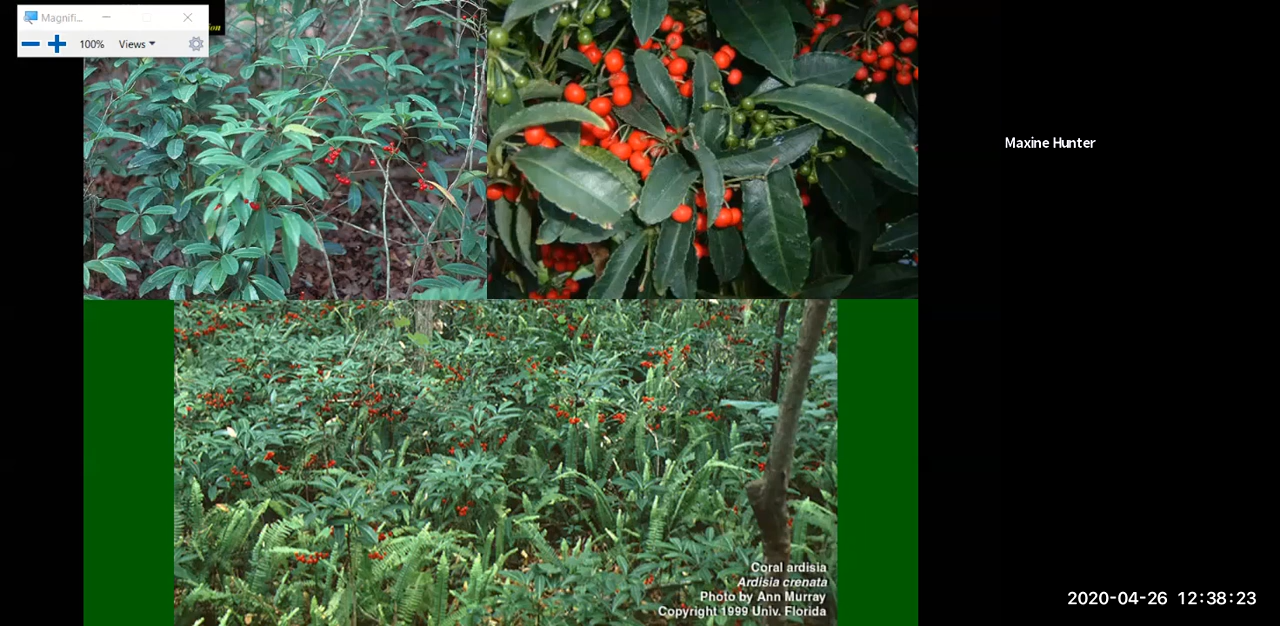 Magnifi...
ion
100%
Views
Maxine Hunter
Coral ardisia
Ardisia crenata
Photo by Ann Murray
Copyright 1999 Univ. Florida
2020-04-26 12:38:23